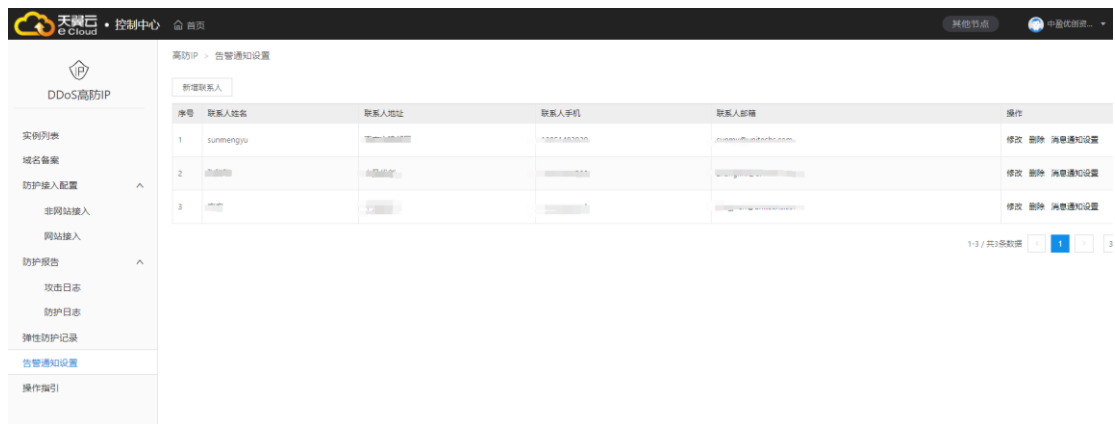 天翼云 e Cloud · 控制中心 首页 其他节点 中盈优创资...
高防IP > 告警通知设置
DDoS高防IP
新增联系人
序号 联系人姓名 联系人地址 联系人手机 联系人邮箱 操作
实例列表
1 sunmengyu 修改 删除 消息通知设置
域名备案
2 修改 删除 消息通知设置
防护接入配置
非网站接入
3 修改 删除 消息通知设置
网站接入
1-3 / 共3条数据 < 1 > 3
防护报告
攻击日志
防护日志
弹性防护记录
告警通知设置
操作指引